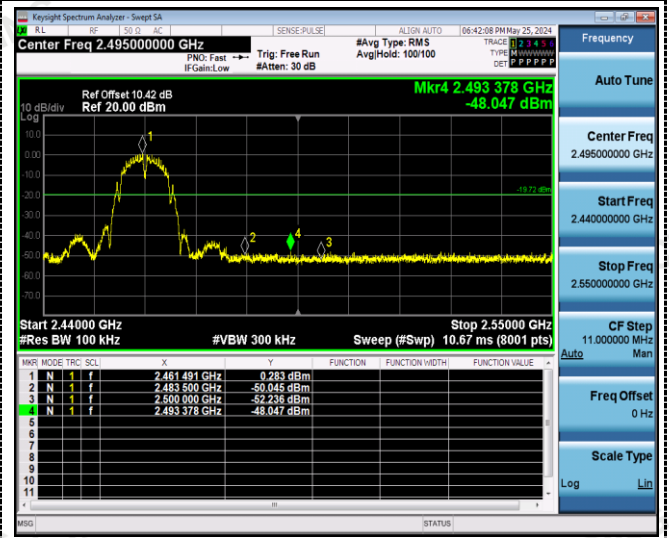 Keysight Spectrum Analyzer - Swept SA
RL RF 50 Ω AC SENSE:PULSE ALIGN AUTO 06:42:08 PM May 25, 2024
Center Freq 2.495000000 GHz #Avg Type: RMS TRACE 1 2 3 4 5 6
PNO: Fast Trig: Free Run Avg|Hold: 100/100 TYPE M W W W W W
IFGain:Low #Atten: 30 dB DET P P P P P P
Mkr4 2.493 378 GHz
-48.047 dBm
Ref Offset 10.42 dB
10 dB/div Ref 20.00 dBm
Log
10.0
0.00
-10.0
-20.0
-30.0
-40.0
-50.0
-60.0
-70.0
1
2
4
3
-19.72 dBm
Start 2.44000 GHz Stop 2.55000 GHz
#Res BW 100 kHz #VBW 300 kHz Sweep (#Swp) 10.67 ms (8001 pts)
MKR MODE TRC SCL X Y FUNCTION FUNCTION WIDTH FUNCTION VALUE
1 N 1 f 2.461 491 GHz 0.283 dBm
2 N 1 f 2.483 500 GHz -50.045 dBm
3 N 1 f 2.500 000 GHz -52.236 dBm
4 N 1 f 2.493 378 GHz -48.047 dBm
5
6
7
8
9
10
11
MSG STATUS
Frequency
Auto Tune
Center Freq
2.495000000 GHz
Start Freq
2.440000000 GHz
Stop Freq
2.550000000 GHz
CF Step
11.000000 MHz
Auto Man
Freq Offset
0 Hz
Scale Type
Log Lin